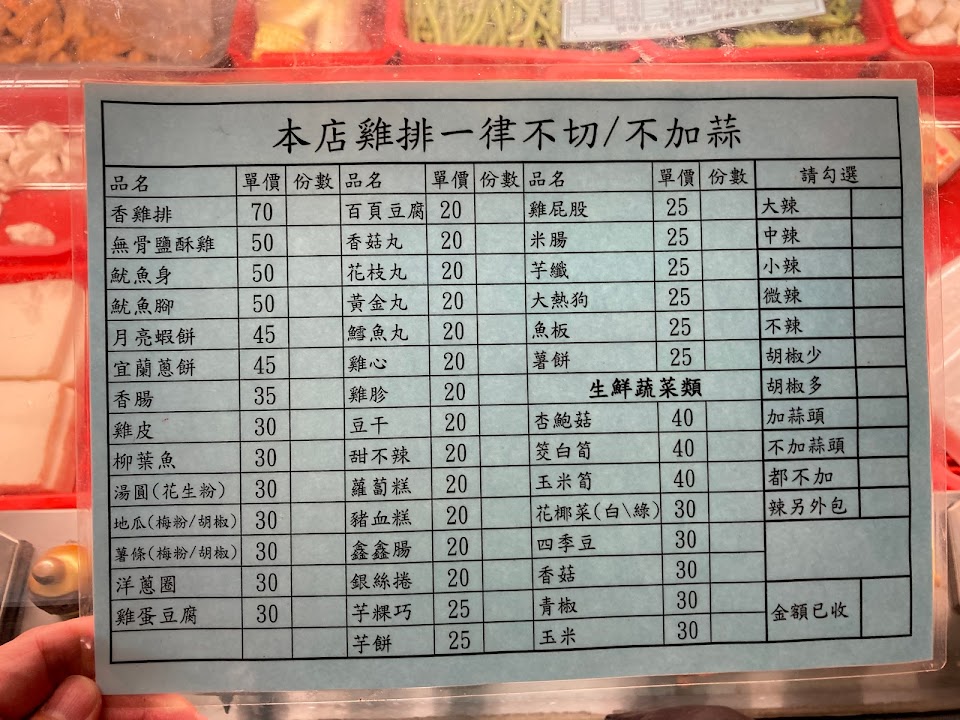 本店雞排一律不切/不加蒜
品名 單價 份數 品名 單價 份數 品名 單價 份數 請勾選
香雞排 70 百頁豆腐 20 雞屁股 25 大辣
無骨鹽酥雞 50 香菇丸 20 米腸 25 中辣
魷魚身 50 花枝丸 20 芋纖 25 小辣
魷魚腳 50 黃金丸 20 大熱狗 25 微辣
月亮蝦餅 45 鱈魚丸 20 魚板 25 不辣
宜蘭蔥餅 45 雞心 20 薯餅 25 胡椒少
香腸 35 雞胗 20 生鮮蔬菜類 胡椒多
雞皮 30 豆干 20 杏鮑菇 40 加蒜頭
柳葉魚 30 甜不辣 20 筊白筍 40 不加蒜頭
湯圓(花生粉) 30 蘿蔔糕 20 玉米筍 40 都不加
地瓜(梅粉/胡椒) 30 豬血糕 20 花椰菜(白\綠) 30 辣另外包
薯條(梅粉/胡椒) 30 鑫鑫腸 20 四季豆 30
洋蔥圈 30 銀絲捲 20 香菇 30
雞蛋豆腐 30 芋粿巧 25 青椒 30 金額已收
芋餅 25 玉米 30